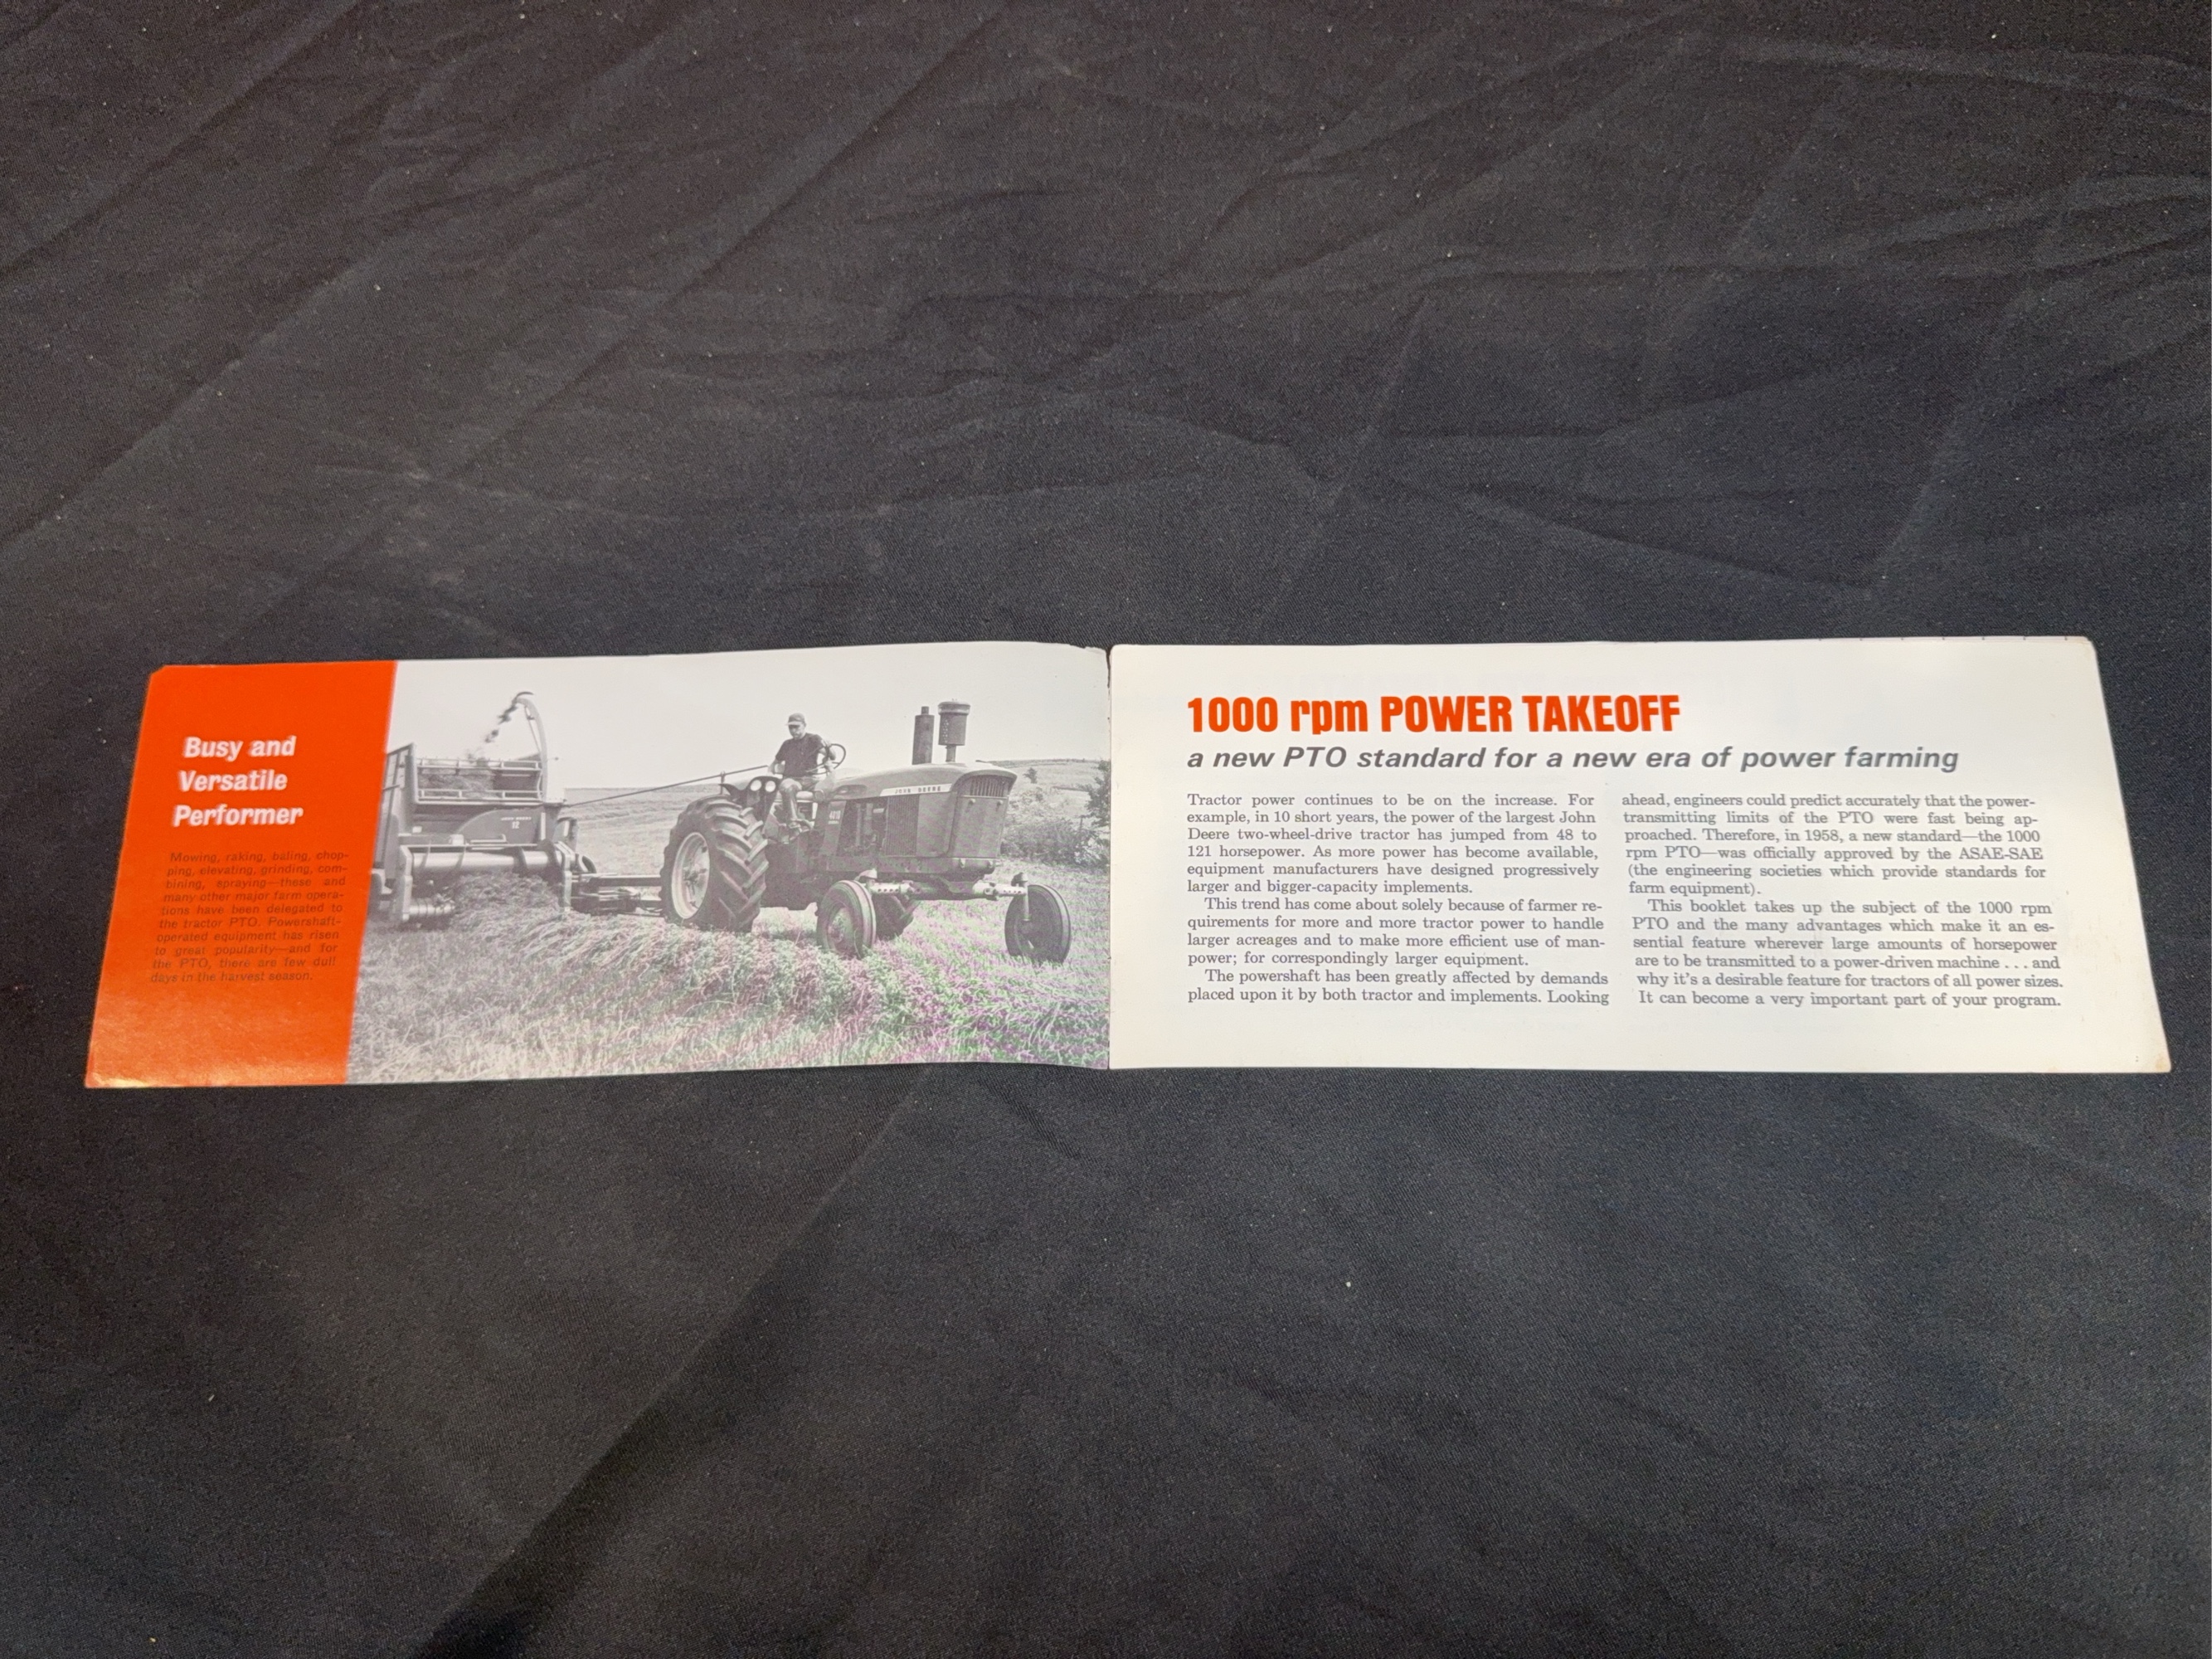 Busy and
Versatile
Performer
Mowing, raking, baling, chop-
ping, elevating, grinding, com-
bining, spraying—these and
many other major farm opera-
tions have been delegated to
the tractor PTO. Powershaft-
operated equipment has risen
to great popularity—and for
the PTO, there are few dull
days in the harvest season.
JOHN DEERE
12
1000 rpm POWER TAKEOFF
a new PTO standard for a new era of power farming
Tractor power continues to be on the increase. For
example, in 10 short years, the power of the largest John
Deere two-wheel-drive tractor has jumped from 48 to
121 horsepower. As more power has become available,
equipment manufacturers have designed progressively
larger and bigger-capacity implements.
This trend has come about solely because of farmer re-
quirements for more and more tractor power to handle
larger acreages and to make more efficient use of man-
power; for correspondingly larger equipment.
The powershaft has been greatly affected by demands
placed upon it by both tractor and implements. Looking
ahead, engineers could predict accurately that the power-
transmitting limits of the PTO were fast being ap-
proached. Therefore, in 1958, a new standard—the 1000
rpm PTO—was officially approved by the ASAE-SAE
(the engineering societies which provide standards for
farm equipment).
This booklet takes up the subject of the 1000 rpm
PTO and the many advantages which make it an es-
sential feature wherever large amounts of horsepower
are to be transmitted to a power-driven machine . . . and
why it's a desirable feature for tractors of all power sizes.
It can become a very important part of your program.